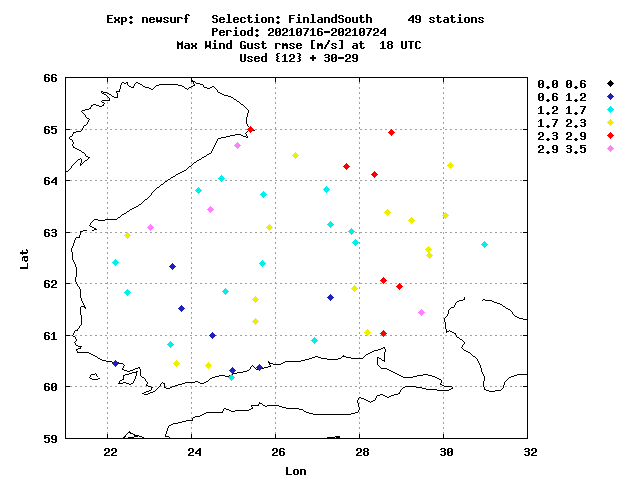 Exp: newsurf Selection: FinlandSouth 49 stations
Period: 20210716-20210724
Max Wind Gust rmse [m/s] at 18 UTC
Used {12} + 30-29
66
65
64
63
62
61
60
59
Lat
22 24 26 28 30 32
Lon
0.0 0.6
0.6 1.2
1.2 1.7
1.7 2.3
2.3 2.9
2.9 3.5